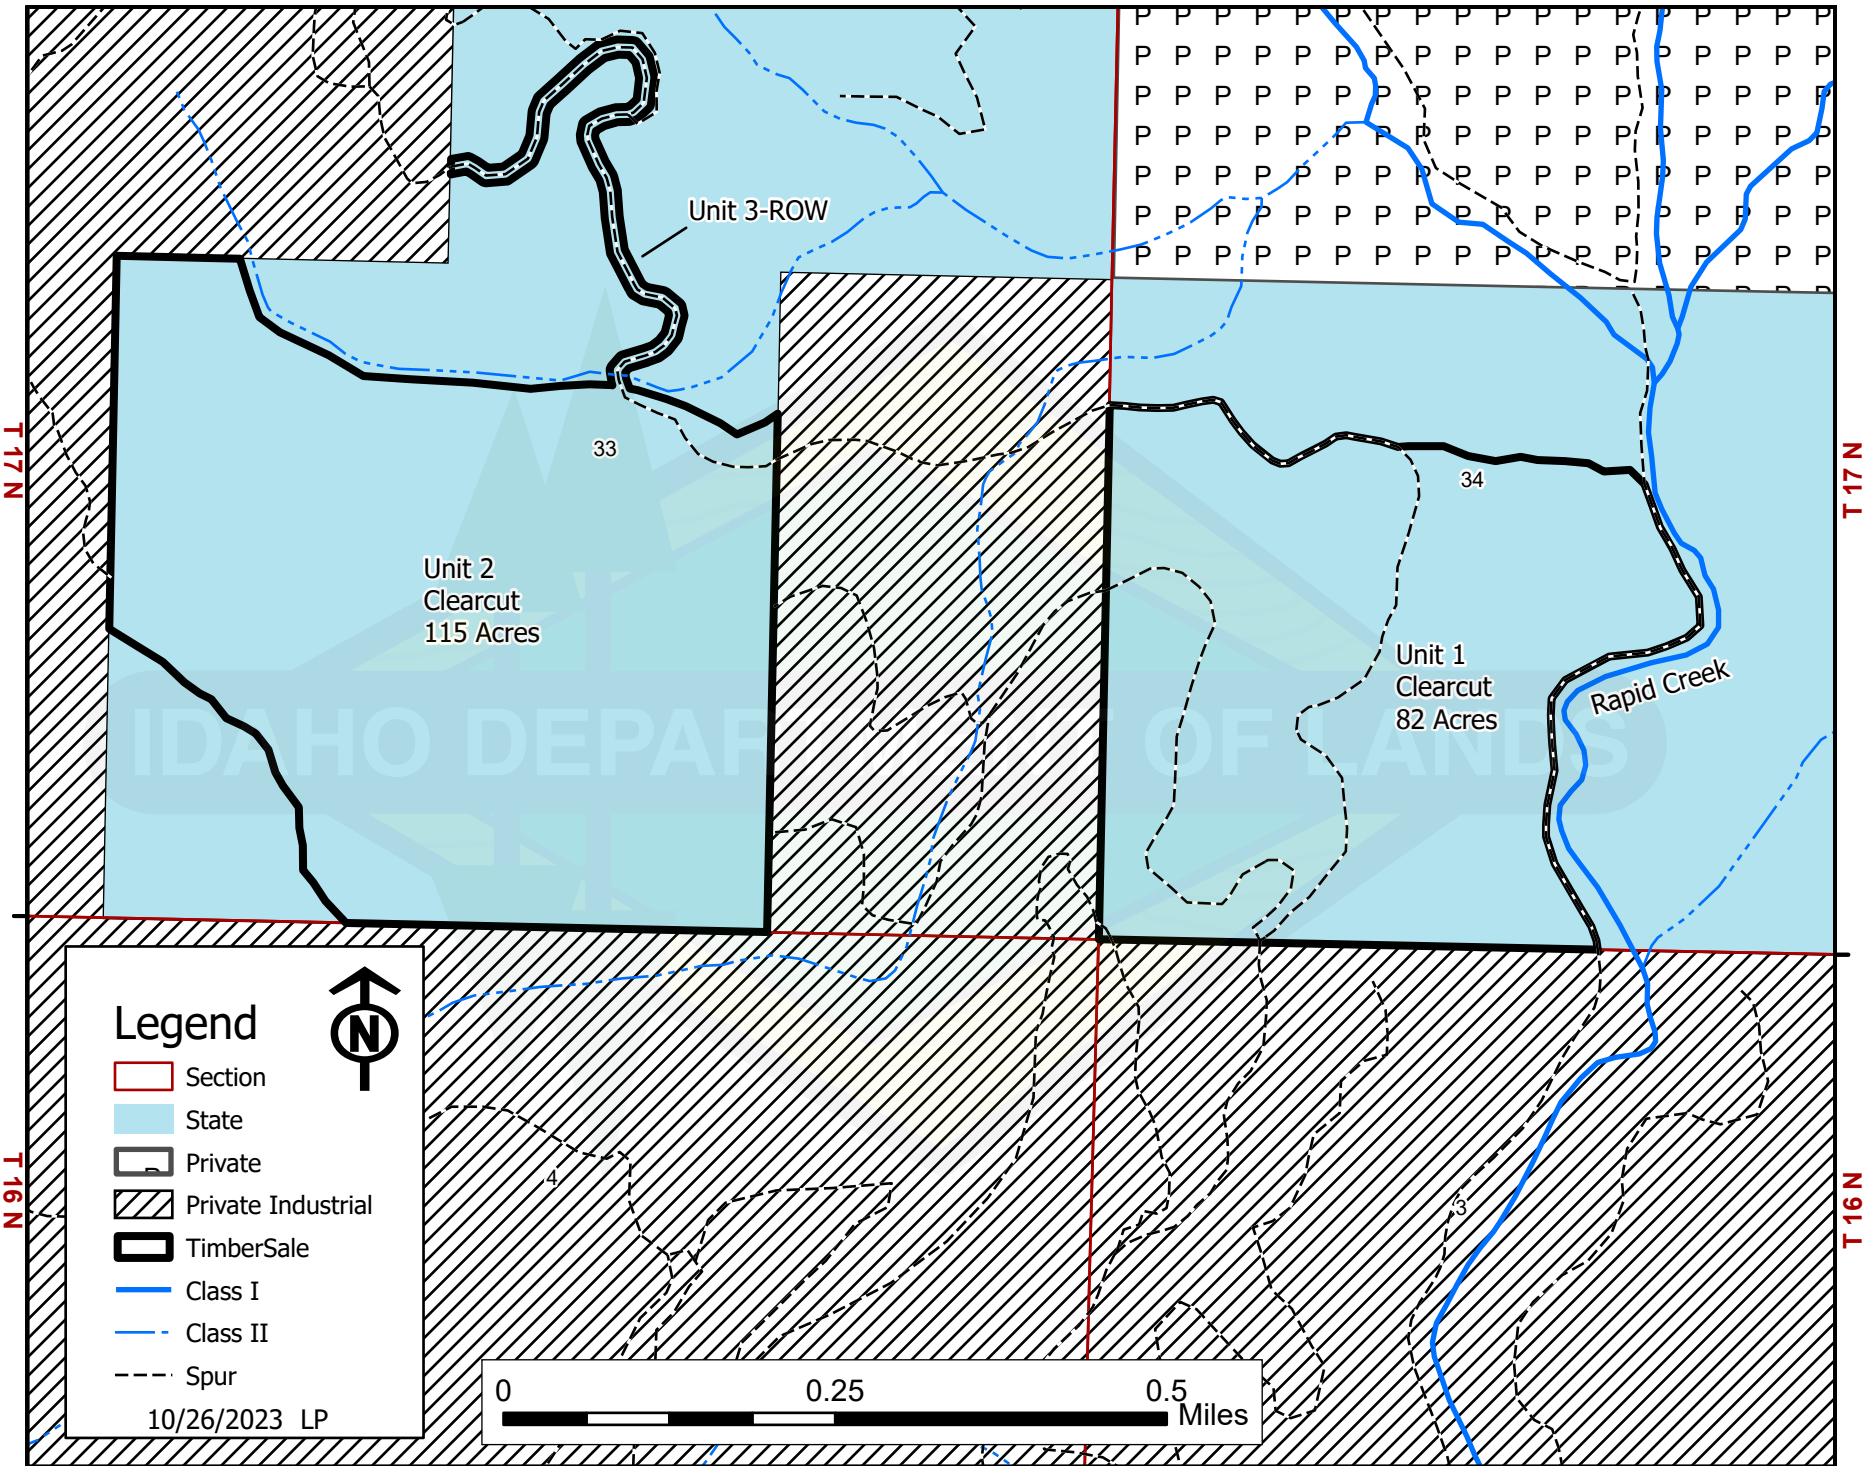 P P P P P P P P P P P P P P P P P P
P P P P P P P P P P P P P P P P P P
P P P P P P P P P P P P P P P P P P
P P P P P P P P P P P P P P P P P P
P P P P P P P P P P P P P P P P P P
P P P P P P P P P P P P P P P P P P
P P P P P P P P P P P P P P P P P P
Unit 3-ROW
T 17 N
33
34
T 17 N
Unit 2
Clearcut
115 Acres
Unit 1
Clearcut
82 Acres
Rapid Creek
IDAHO DEPARTMENT OF LANDS
Legend
N
Section
State
Private
Private Industrial
TimberSale
Class I
Class II
Spur
10/26/2023 LP
T 16 N
4
3
T 16 N
0 0.25 0.5
Miles